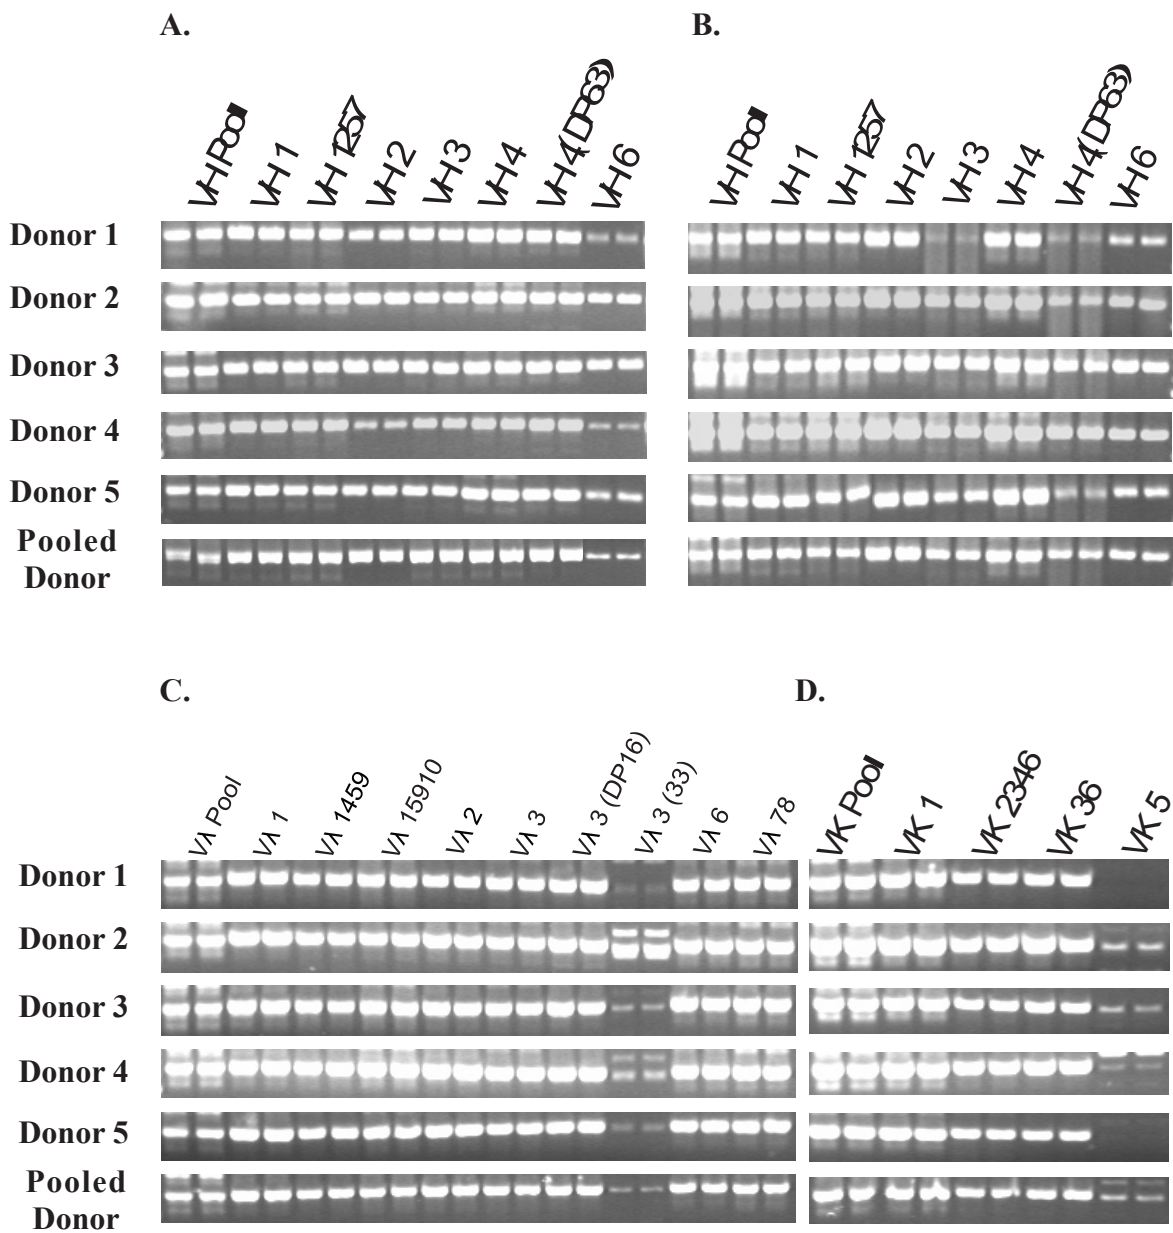 A.
B.
VH Pool
VH 1
VH 1257
VH 2
VH 3
VH 4
VH 4 (DP63)
VH 6
VH Pool
VH 1
VH 1257
VH 2
VH 3
VH 4
VH 4 (DP63)
VH 6
Donor 1
Donor 2
Donor 3
Donor 4
Donor 5
Pooled
Donor
C.
D.
Vλ Pool
Vλ 1
Vλ 1459
Vλ 15910
Vλ 2
Vλ 3
Vλ 3 (DP16)
Vλ 3 (33)
Vλ 6
Vλ 78
VK Pool
VK 1
VK 2346
VK 36
VK 5
Donor 1
Donor 2
Donor 3
Donor 4
Donor 5
Pooled
Donor